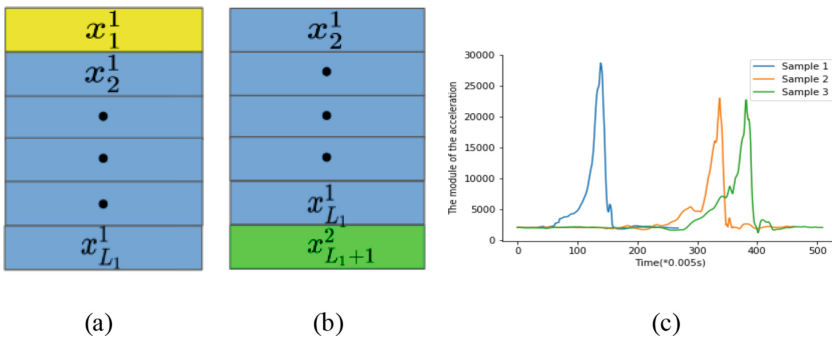 x_1^1
x_2^1
•
•
•
x_{L_1}^1
x_2^1
•
•
•
x_{L_1}^1
x_{L_1+1}^2
30000
25000
20000
15000
10000
5000
0
The module of the acceleration
Sample 1
Sample 2
Sample 3
0 100 200 300 400 500
Time(*0.005s)
(a) (b) (c)